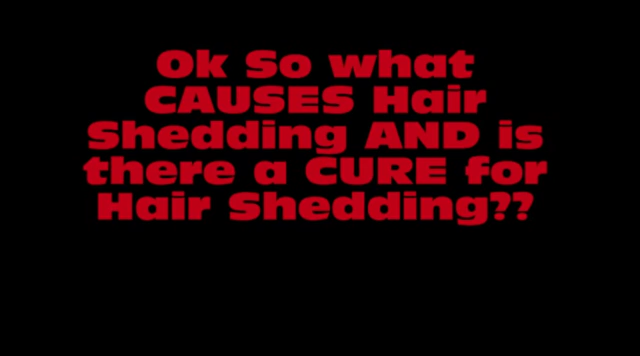 Ok So what
CAUSES Hair
Shedding AND is
there a CURE for
Hair Shedding??